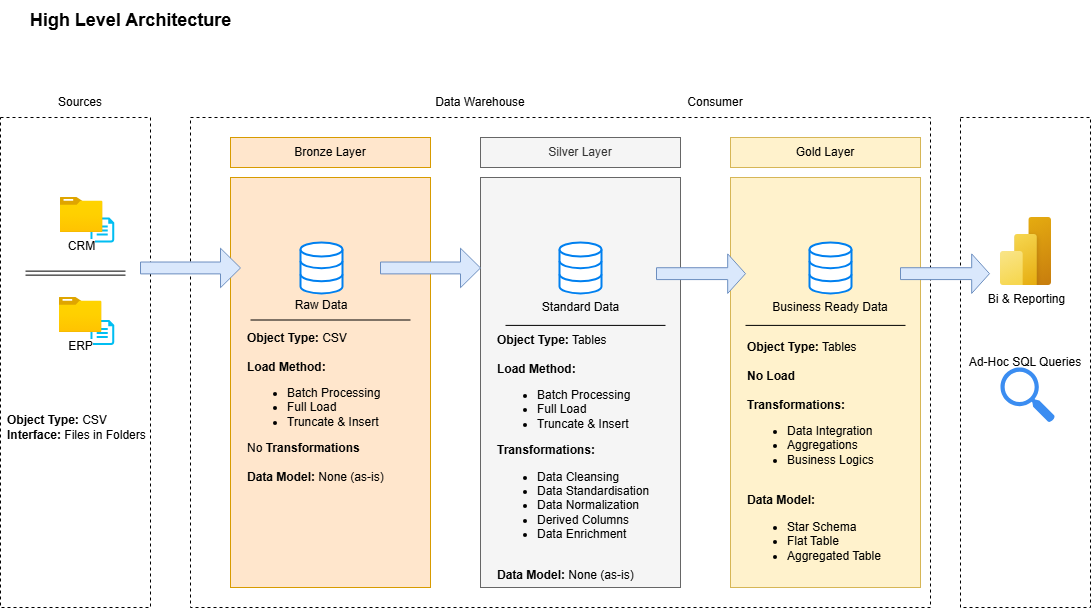 High Level Architecture
Sources
Data Warehouse
Consumer
CRM
ERP
Object Type: CSV
Interface: Files in Folders
Bronze Layer
Raw Data
Object Type: CSV
Load Method:
Batch Processing
Full Load
Truncate & Insert
No Transformations
Data Model: None (as-is)
Silver Layer
Standard Data
Object Type: Tables
Load Method:
Batch Processing
Full Load
Truncate & Insert
Transformations:
Data Cleansing
Data Standardisation
Data Normalization
Derived Columns
Data Enrichment
Data Model: None (as-is)
Gold Layer
Business Ready Data
Object Type: Tables
No Load
Transformations:
Data Integration
Aggregations
Business Logics
Data Model:
Star Schema
Flat Table
Aggregated Table
Bi & Reporting
Ad-Hoc SQL Queries